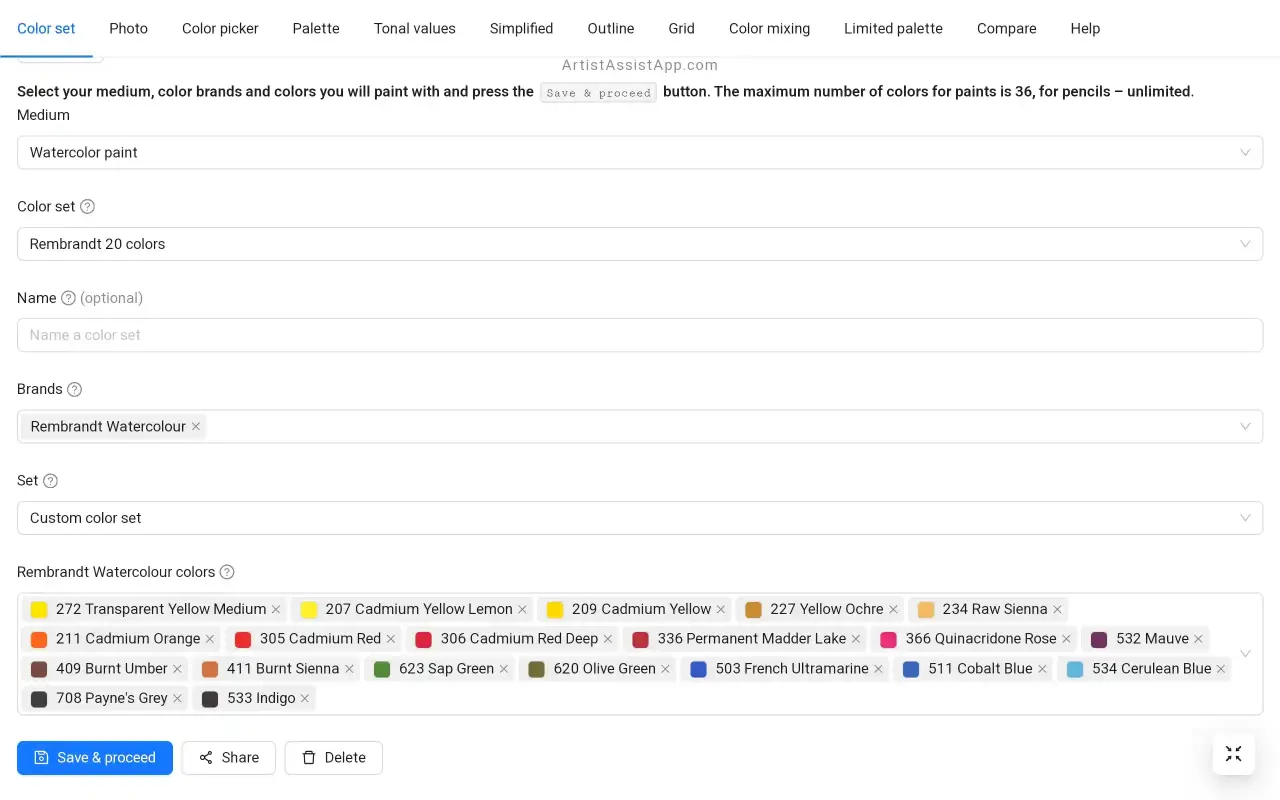 Color set Photo Color picker Palette Tonal values Simplified Outline Grid Color mixing Limited palette Compare Help
ArtistAssistApp.com
Select your medium, color brands and colors you will paint with and press the Save & proceed button. The maximum number of colors for paints is 36, for pencils – unlimited.
Medium
Watercolor paint
Color set
Rembrandt 20 colors
Name (optional)
Name a color set
Brands
Rembrandt Watercolour
Set
Custom color set
Rembrandt Watercolour colors
272 Transparent Yellow Medium 207 Cadmium Yellow Lemon 209 Cadmium Yellow 227 Yellow Ochre 234 Raw Sienna
211 Cadmium Orange 305 Cadmium Red 306 Cadmium Red Deep 336 Permanent Madder Lake 366 Quinacridone Rose 532 Mauve
409 Burnt Umber 411 Burnt Sienna 623 Sap Green 620 Olive Green 503 French Ultramarine 511 Cobalt Blue 534 Cerulean Blue
708 Payne's Grey 533 Indigo
Save & proceed Share Delete